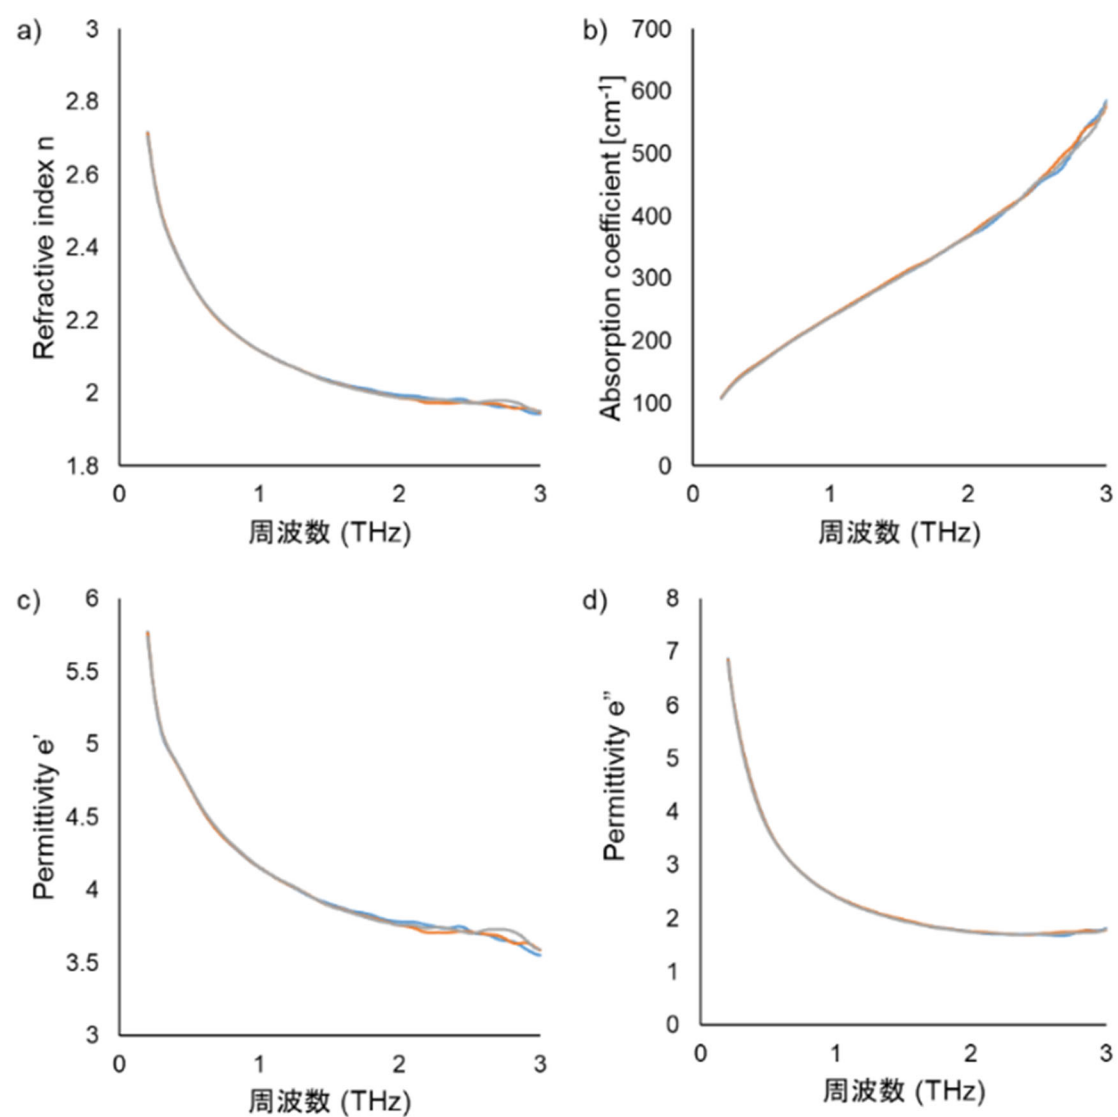 a)
3
2.8
2.6
2.4
2.2
2
1.8
Refractive index n
0 1 2 3
周波数 (THz)
b)
700
600
500
400
300
200
100
0
Absorption coefficient [cm⁻¹]
0 1 2 3
周波数 (THz)
c)
6
5.5
5
4.5
4
3.5
3
Permittivity e’
0 1 2 3
周波数 (THz)
d)
8
7
6
5
4
3
2
1
0
Permittivity e”
0 1 2 3
周波数 (THz)